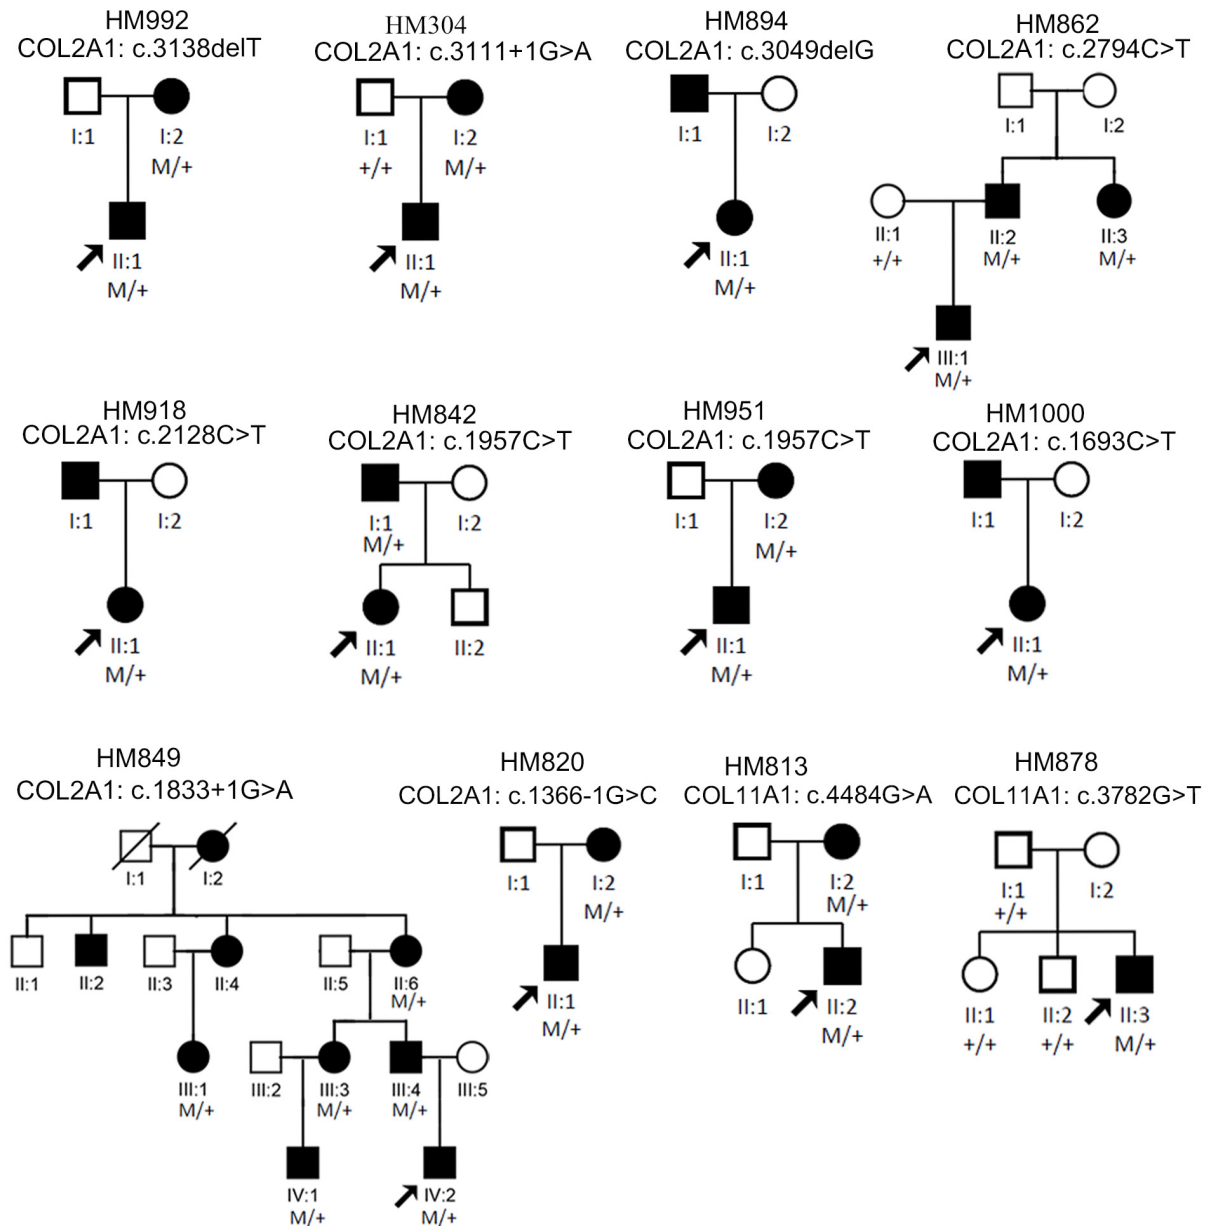 HM992
COL2A1: c.3138delT
I:1
I:2
M/+
II:1
M/+
HM304
COL2A1: c.3111+1G>A
I:1
+/+
I:2
M/+
II:1
M/+
HM894
COL2A1: c.3049delG
I:1
I:2
II:1
M/+
HM862
COL2A1: c.2794C>T
I:1
I:2
II:1
+/+
II:2
M/+
II:3
M/+
III:1
M/+
HM918
COL2A1: c.2128C>T
I:1
I:2
II:1
M/+
HM842
COL2A1: c.1957C>T
I:1
M/+
I:2
II:1
M/+
II:2
HM951
COL2A1: c.1957C>T
I:1
I:2
M/+
II:1
M/+
HM1000
COL2A1: c.1693C>T
I:1
I:2
II:1
M/+
HM849
COL2A1: c.1833+1G>A
I:1
I:2
II:1
II:2
II:3
II:4
II:5
II:6
M/+
III:1
M/+
III:2
III:3
M/+
III:4
M/+
III:5
IV:1
M/+
IV:2
M/+
HM820
COL2A1: c.1366-1G>C
I:1
I:2
M/+
II:1
M/+
HM813
COL11A1: c.4484G>A
I:1
I:2
M/+
II:1
II:2
M/+
HM878
COL11A1: c.3782G>T
I:1
+/+
I:2
II:1
+/+
II:2
+/+
II:3
M/+